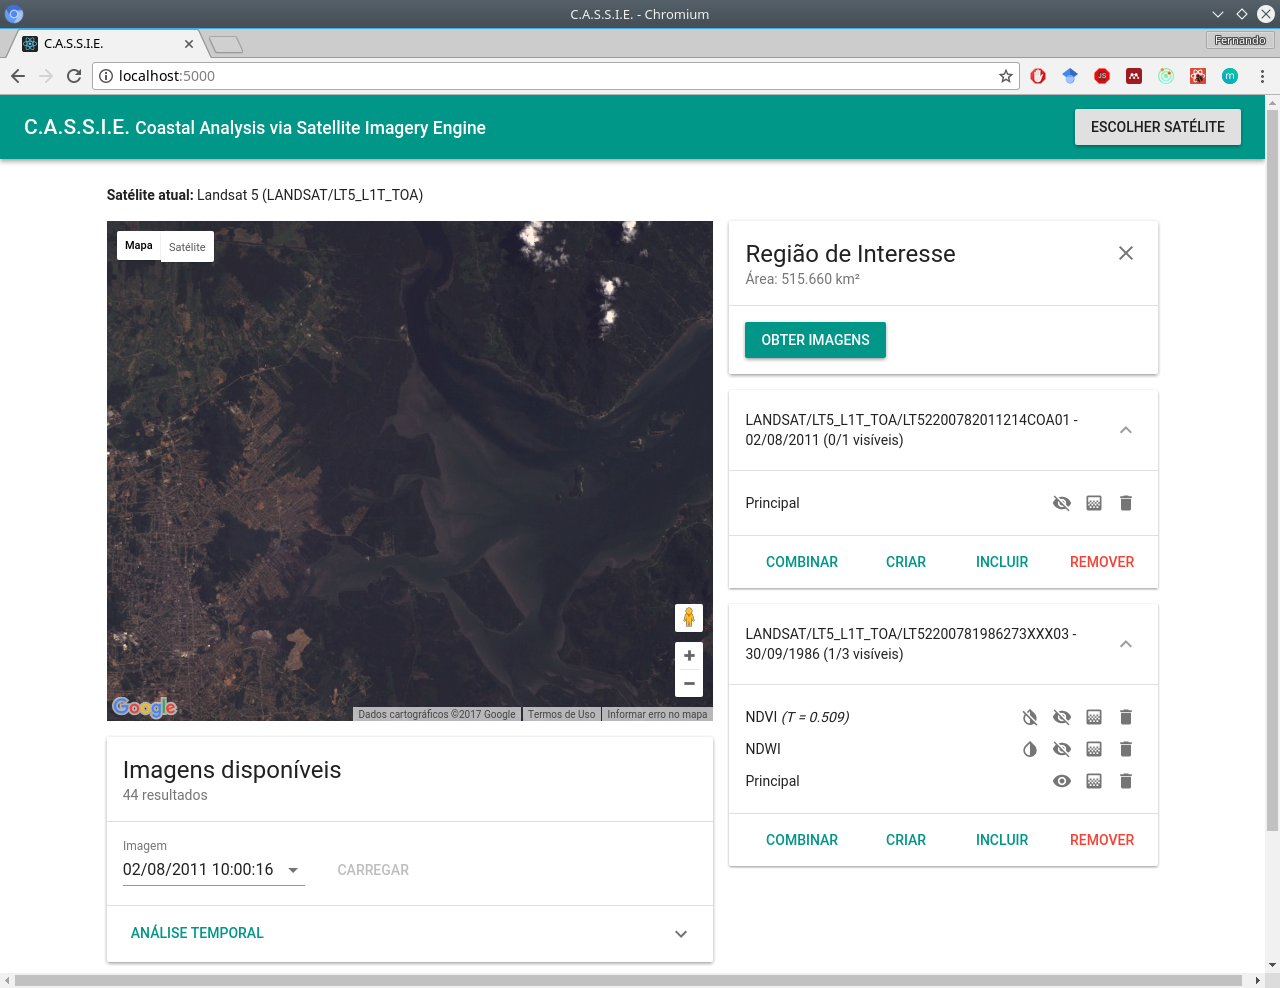 C.A.S.S.I.E. - Chromium
C.A.S.S.I.E.
Fernando
localhost:5000
C.A.S.S.I.E. Coastal Analysis via Satellite Imagery Engine
ESCOLHER SATÉLITE
Satélite atual: Landsat 5 (LANDSAT/LT5_L1T_TOA)
Mapa
Satélite
Google
Dados cartográficos ©2017 Google
Termos de Uso
Informar erro no mapa
Imagens disponíveis
44 resultados
Imagem
02/08/2011 10:00:16
CARREGAR
ANÁLISE TEMPORAL
Região de Interesse
Área: 515.660 km²
OBTER IMAGENS
LANDSAT/LT5_L1T_TOA/LT52200782011214COA01 -
02/08/2011 (0/1 visíveis)
Principal
COMBINAR CRIAR INCLUIR REMOVER
LANDSAT/LT5_L1T_TOA/LT52200781986273XXX03 -
30/09/1986 (1/3 visíveis)
NDVI (T = 0.509)
NDWI
Principal
COMBINAR CRIAR INCLUIR REMOVER